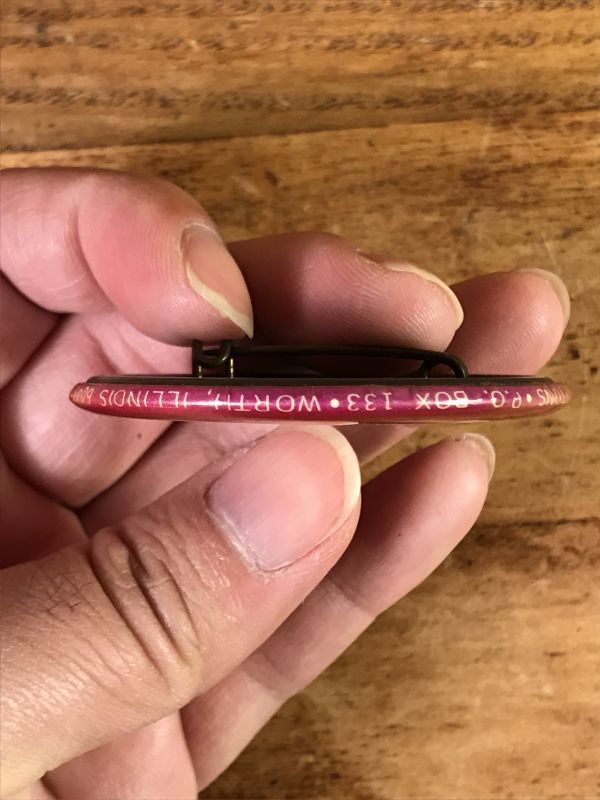 • P.O. BOX 133 • WORTH, ILLINOIS